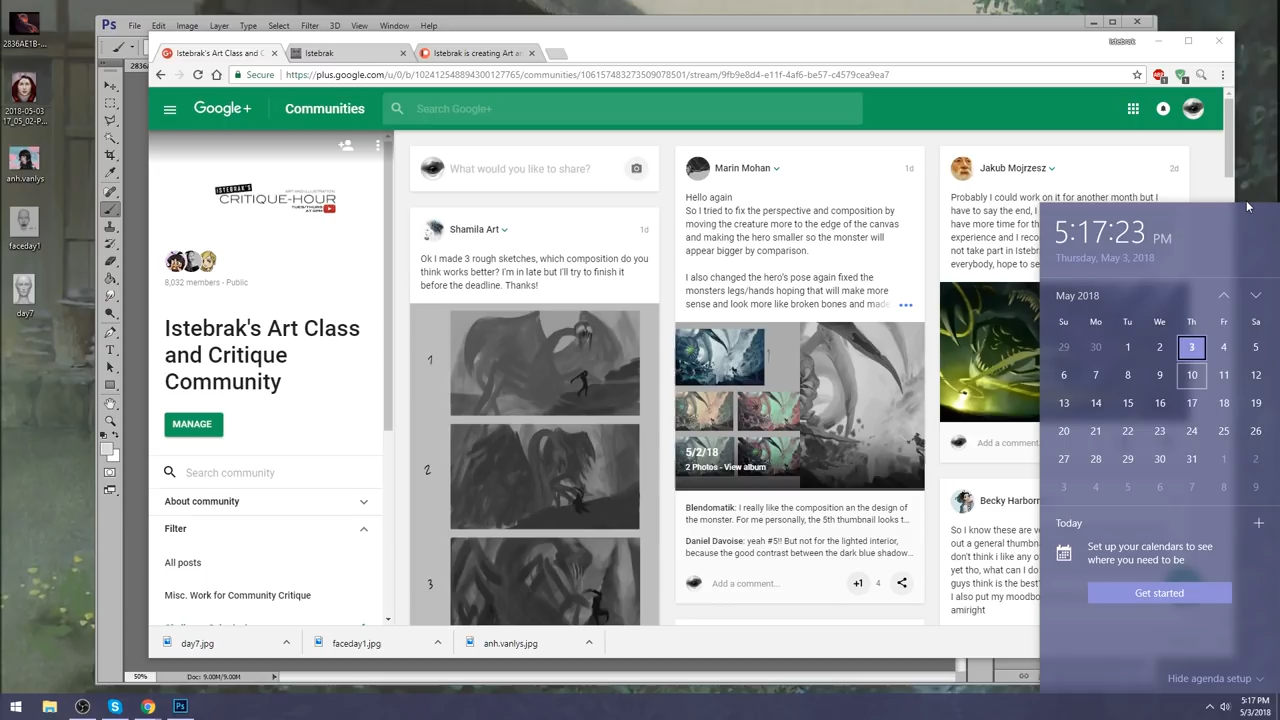 2836AE1B-...
2018-05-03
17_05_02-P...
anh.vanlys
faceday1
day7
Ps
File
Edit
Image
Layer
Type
Select
Filter
3D
View
Window
Help
Istebrak's Art Class and C
Istebrak
Istebrak is creating Art an
Istebrak
Secure
https://plus.google.com/u/0/b/102412548894300127765/communities/106157483273509078501/stream/9fb9e8d4-e11f-4af6-be57-c4579cea9ea7
Google+
Communities
Search Google+
ISTEBRAK'S
CRITIQUE-HOUR
8,032 members - Public
Istebrak's Art Class
and Critique
Community
MANAGE
Search community
About community
Filter
All posts
Misc. Work for Community Critique
What would you like to share?
Shamila Art
1d
Ok I made 3 rough sketches, which composition do you
think works better? I'm in late but I'll try to finish it
before the deadline. Thanks!
1
2
3
Marin Mohan
1d
Hello again
So I tried to fix the perspective and composition by
moving the creature more to the edge of the canvas
and making the hero smaller so the monster will
appear bigger by comparison.
I also changed the hero's pose again fixed the
monsters legs/hands hoping that will make more
sense and look more like broken bones and made
5/2/18
2 Photos - View album
Blendomatik: I really like the composition an the design of
the monster. For me personally, the 5th thumbnail looks t...
Daniel Davoise: yeah #5!! But not for the lighted interior,
because the good contrast between the dark blue shadow...
Add a comment...
+1
4
Jakub Mojrzesz
2d
Probably I could work on it for another month but I
have to say the end, I
have more time for th
experience and I reco
not take part in Isteb
everybody, hope to se
Add a comment
Becky Harborn
So I know these are ve
out a general thumbna
don't think i like any of
yet tho, what can I do
guys think is the best?
I also put my moodbo
amiright
5:17:23 PM
Thursday, May 3, 2018
May 2018
Su Mo Tu We Th Fr Sa
29 30 1 2 3 4 5
6 7 8 9 10 11 12
13 14 15 16 17 18 19
20 21 22 23 24 25 26
27 28 29 30 31 1 2
3 4 5 6 7 8 9
Today
Set up your calendars to see
where you need to be
Get started
Hide agenda setup
day7.jpg
faceday1.jpg
anh.vanlys.jpg
50%
Doc: 9.00M/9.00M
Ps
5:17 PM
5/3/2018